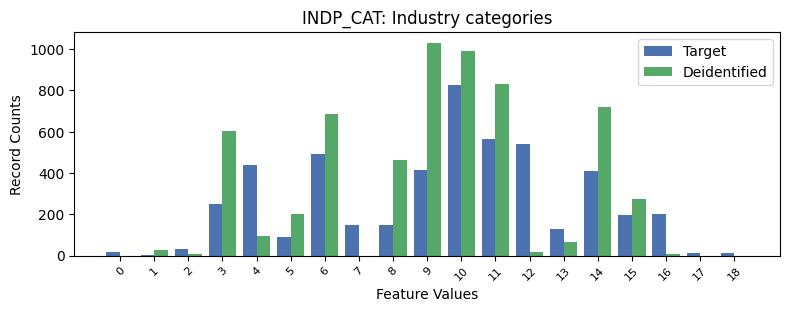 INDP_CAT: Industry categories
Target
Deidentified
Record Counts
1000
800
600
400
200
0
0 1 2 3 4 5 6 7 8 9 10 11 12 13 14 15 16 17 18
Feature Values